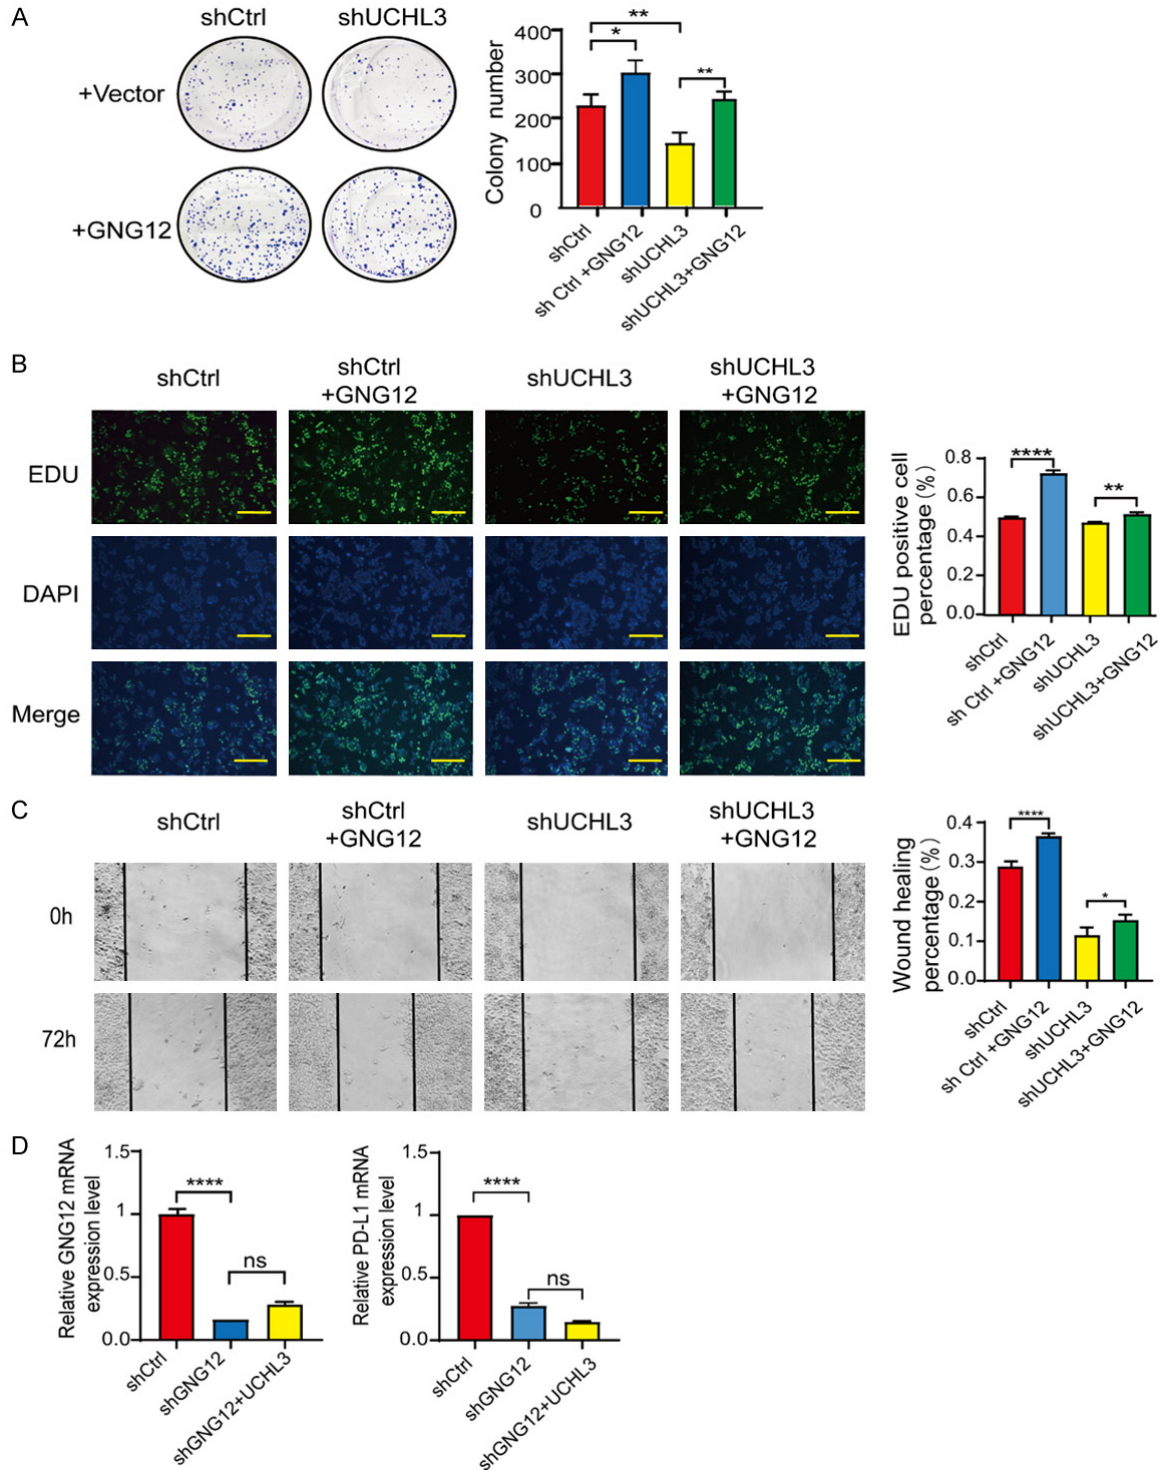 A
shCtrl
shUCHL3
+Vector
+GNG12
Colony number
400
300
200
100
0
**
*
**
shCtrl
sh Ctrl +GNG12
shUCHL3
shUCHL3+GNG12
B
shCtrl
shCtrl
+GNG12
shUCHL3
shUCHL3
+GNG12
EDU
DAPI
Merge
EDU positive cell
percentage (%)
0.8
0.6
0.4
0.2
0.0
****
**
shCtrl
sh Ctrl +GNG12
shUCHL3
shUCHL3+GNG12
C
shCtrl
shCtrl
+GNG12
shUCHL3
shUCHL3
+GNG12
0h
72h
Wound healing
percentage (%)
0.4
0.3
0.2
0.1
0.0
****
*
shCtrl
sh Ctrl +GNG12
shUCHL3
shUCHL3+GNG12
D
Relative GNG12 mRNA
expression level
1.5
1
0.5
0.0
****
ns
shCtrl
shGNG12
shGNG12+UCHL3
Relative PD-L1 mRNA
expression level
1.5
1
0.5
0.0
****
ns
shCtrl
shGNG12
shGNG12+UCHL3